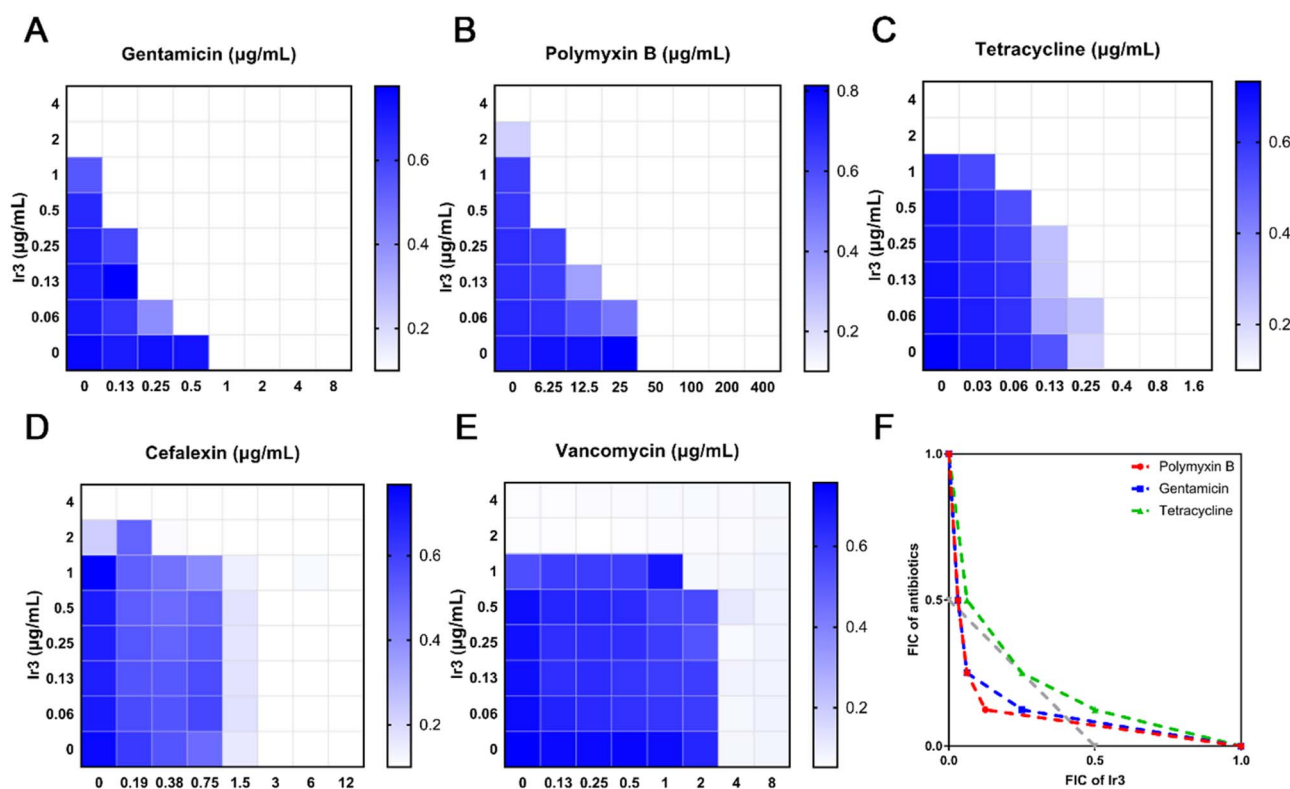 A
Gentamicin (µg/mL)
Ir3 (µg/mL)
4
2
1
0.5
0.25
0.13
0.06
0
0 0.13 0.25 0.5 1 2 4 8
0.6
0.4
0.2
B
Polymyxin B (µg/mL)
Ir3 (µg/mL)
4
2
1
0.5
0.25
0.13
0.06
0
0 6.25 12.5 25 50 100 200 400
0.8
0.6
0.4
0.2
C
Tetracycline (µg/mL)
Ir3 (µg/mL)
4
2
1
0.5
0.25
0.13
0.06
0
0 0.03 0.06 0.13 0.25 0.4 0.8 1.6
0.6
0.4
0.2
D
Cefalexin (µg/mL)
Ir3 (µg/mL)
4
2
1
0.5
0.25
0.13
0.06
0
0 0.19 0.38 0.75 1.5 3 6 12
0.6
0.4
0.2
E
Vancomycin (µg/mL)
Ir3 (µg/mL)
4
2
1
0.5
0.25
0.13
0.06
0
0 0.13 0.25 0.5 1 2 4 8
0.6
0.4
0.2
F
FIC of antibiotics
1.0
0.5
0.0
Polymyxin B
Gentamicin
Tetracycline
0.0 0.5 1.0
FIC of Ir3